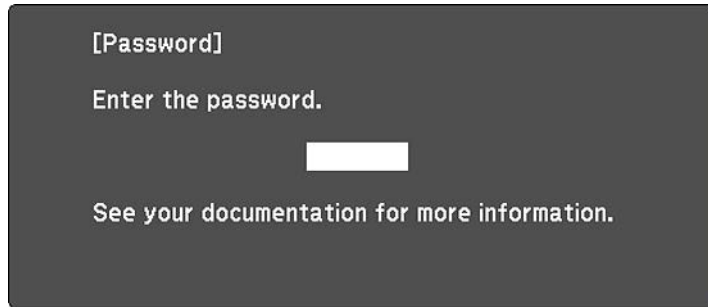 [Password]
Enter the password.
See your documentation for more information.